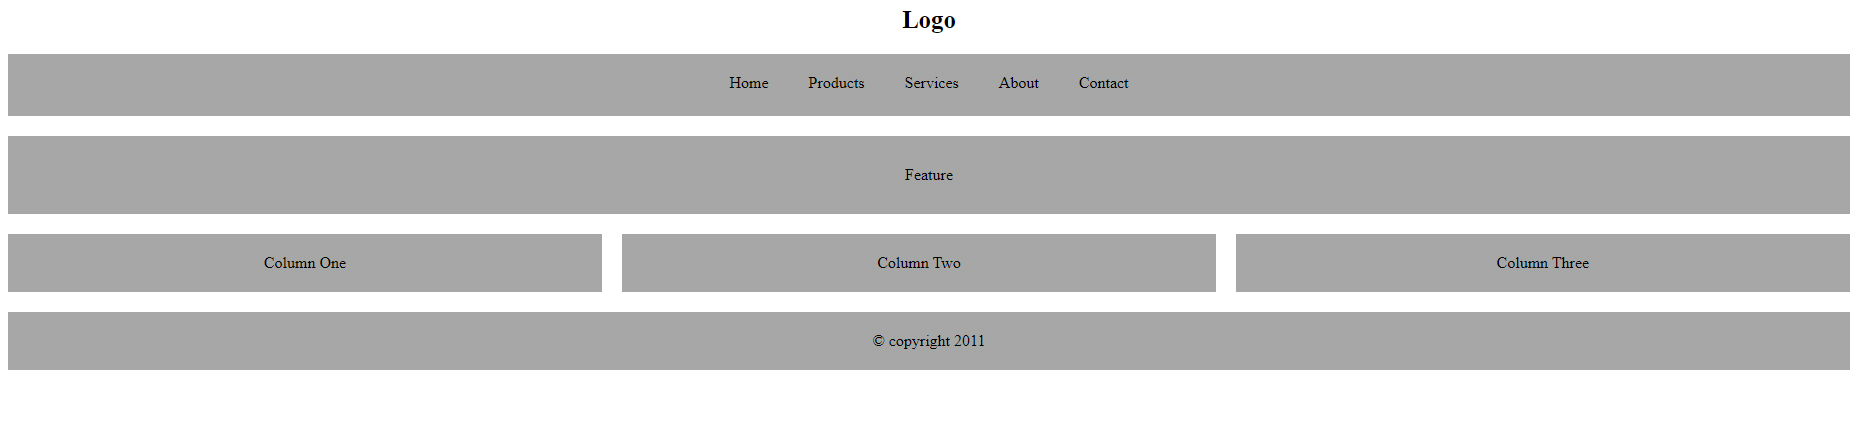 Logo
Home Products Services About Contact
Feature
Column One Column Two Column Three
© copyright 2011